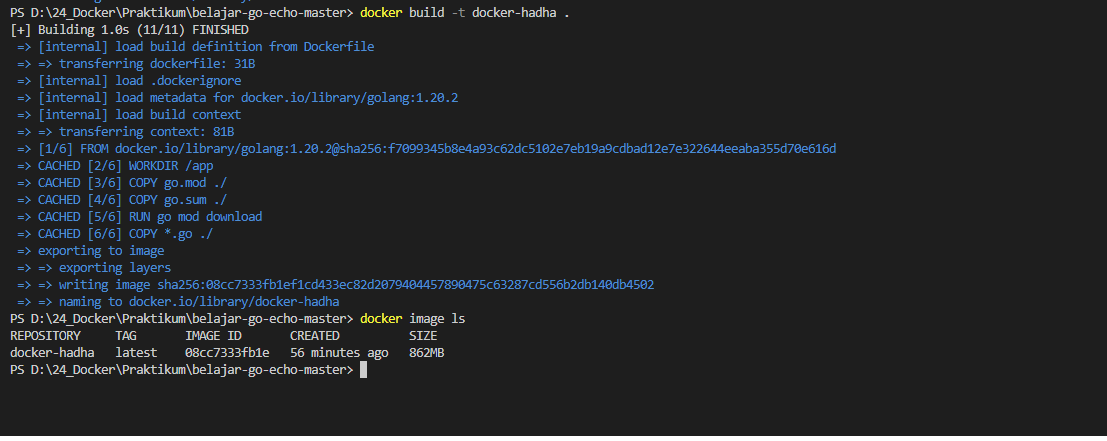 PS D:\24_Docker\Praktikum\belajar-go-echo-master> docker build -t docker-hadha .
[+] Building 1.0s (11/11) FINISHED
=> [internal] load build definition from Dockerfile
=> => transferring dockerfile: 31B
=> [internal] load .dockerignore
=> [internal] load metadata for docker.io/library/golang:1.20.2
=> [internal] load build context
=> => transferring context: 81B
=> [1/6] FROM docker.io/library/golang:1.20.2@sha256:f7099345b8e4a93c62dc5102e7eb19a9cdbad12e7e322644eeaba355d70e616d
=> CACHED [2/6] WORKDIR /app
=> CACHED [3/6] COPY go.mod ./
=> CACHED [4/6] COPY go.sum ./
=> CACHED [5/6] RUN go mod download
=> CACHED [6/6] COPY *.go ./
=> exporting to image
=> => exporting layers
=> => writing image sha256:08cc7333fb1ef1cd433ec82d2079404457890475c63287cd556b2db140db4502
=> => naming to docker.io/library/docker-hadha
PS D:\24_Docker\Praktikum\belajar-go-echo-master> docker image ls
REPOSITORY TAG IMAGE ID CREATED SIZE
docker-hadha latest 08cc7333fb1e 56 minutes ago 862MB
PS D:\24_Docker\Praktikum\belajar-go-echo-master>